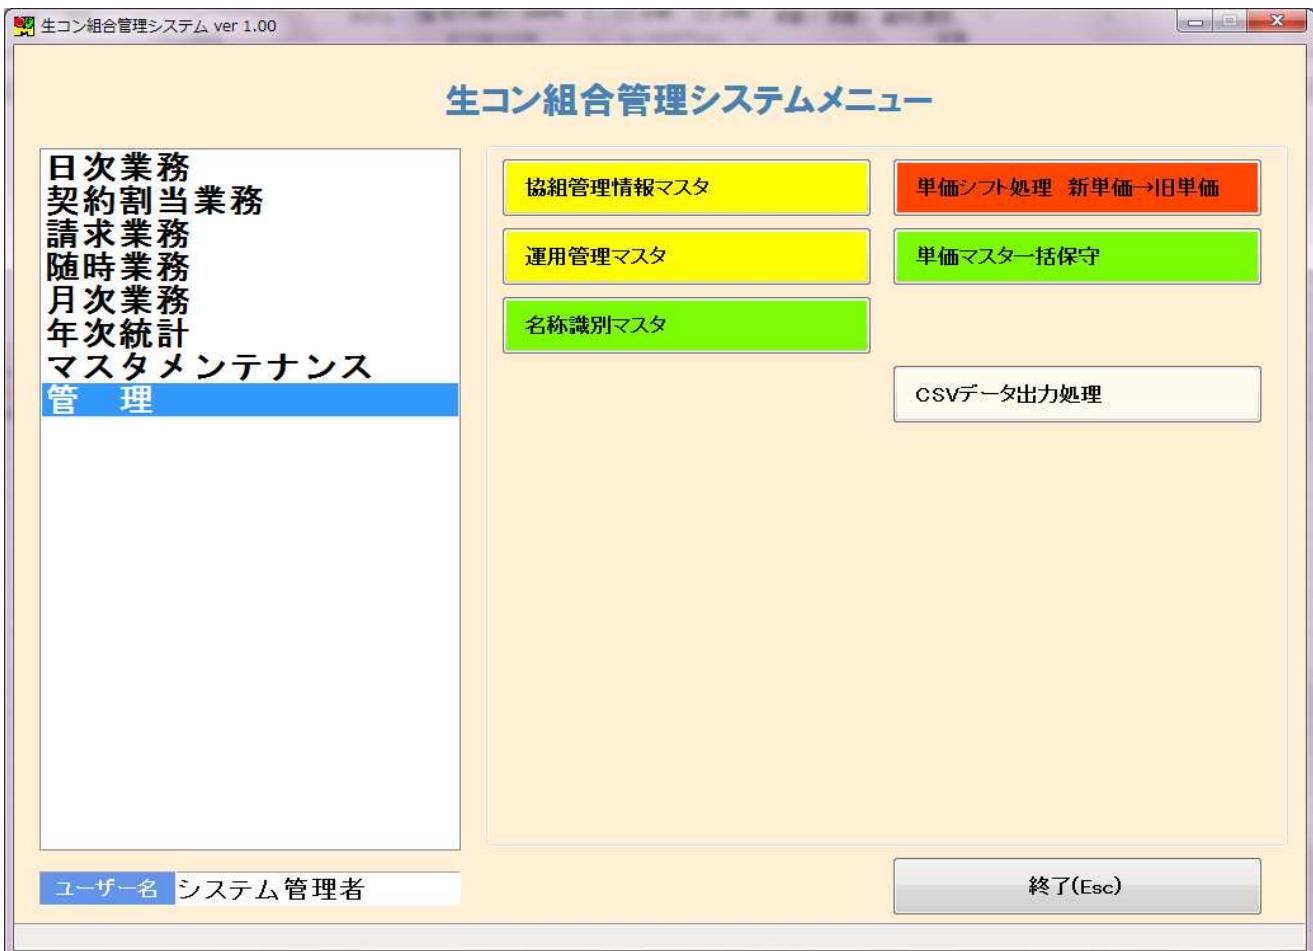 生コン組合管理システム ver 1.00
生コン組合管理システムメニュー
日次業務
契約割当業務
請求業務
随時業務
月次業務
年次統計
マスタメンテナンス
管　理
協組管理情報マスタ
単価シフト処理　新単価→旧単価
運用管理マスタ
単価マスタ一括保守
名称識別マスタ
CSVデータ出力処理
ユーザー名 システム管理者
終了(Esc)